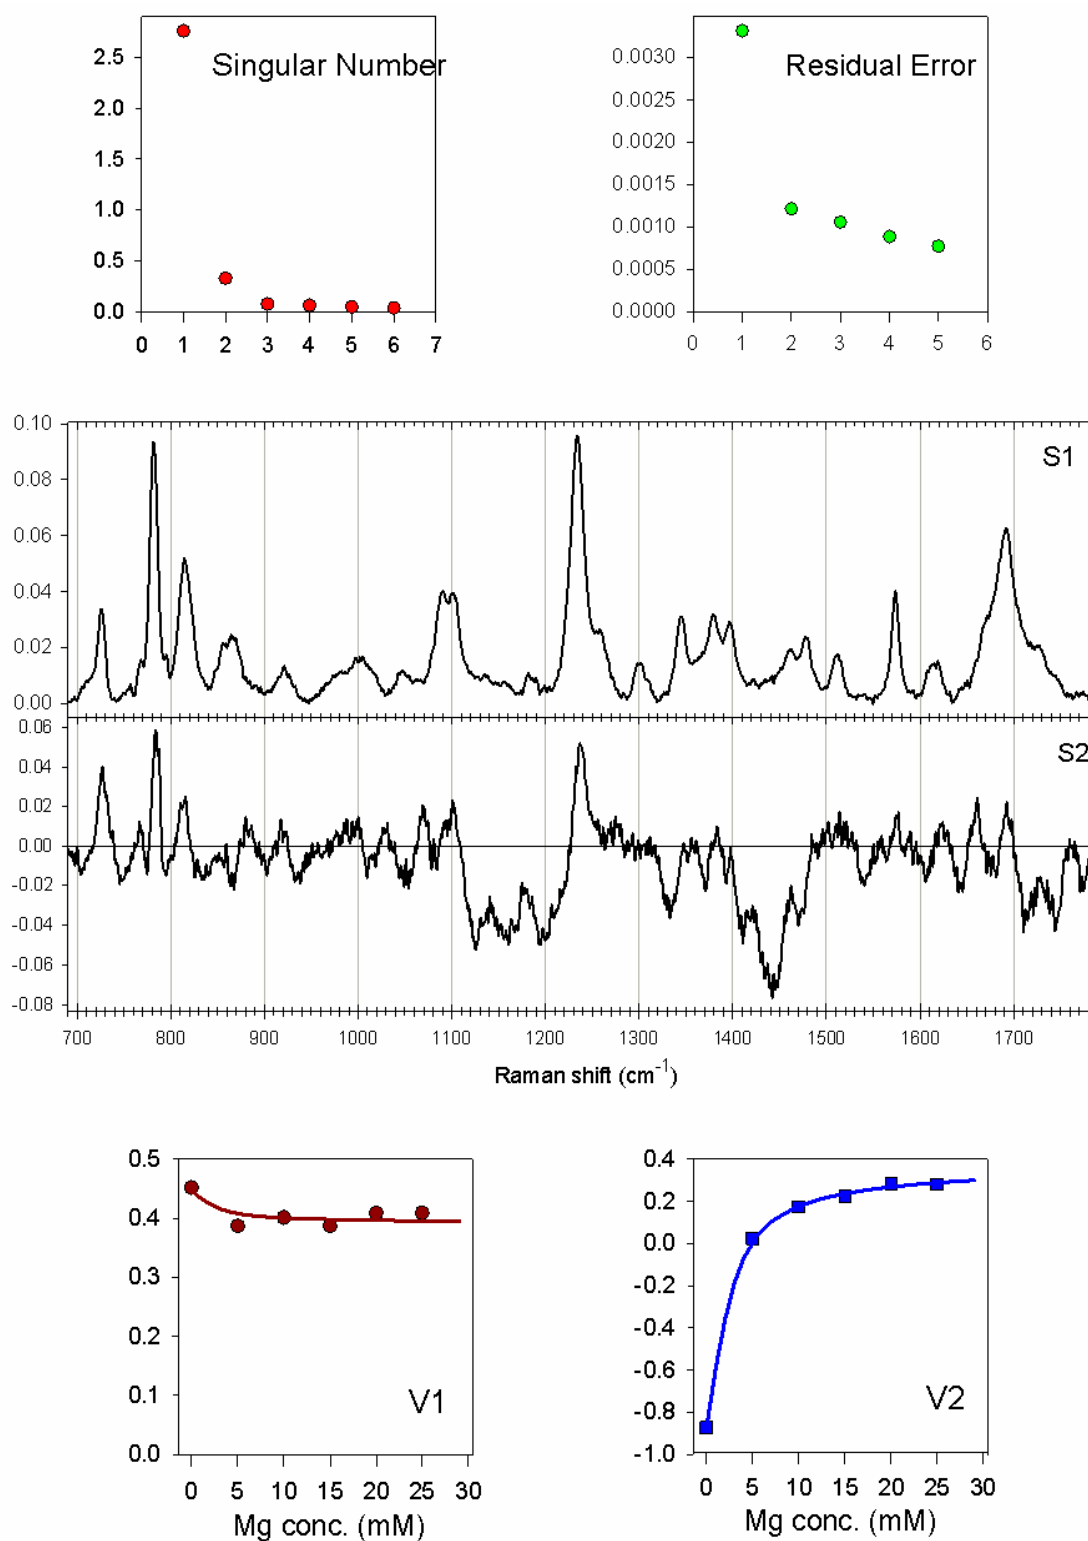 Singular Number
2.5
2.0
1.5
1.0
0.5
0.0
0 1 2 3 4 5 6 7
Residual Error
0.0030
0.0025
0.0020
0.0015
0.0010
0.0005
0.0000
0 1 2 3 4 5 6
S1
0.10
0.08
0.06
0.04
0.02
0.00
S2
0.06
0.04
0.02
0.00
-0.02
-0.04
-0.06
-0.08
700 800 900 1000 1100 1200 1300 1400 1500 1600 1700
Raman shift (cm⁻¹)
0.5
0.4
0.3
0.2
0.1
0.0
V1
0 5 10 15 20 25 30
Mg conc. (mM)
0.4
0.2
0.0
-0.2
-0.4
-0.6
-0.8
-1.0
V2
0 5 10 15 20 25 30
Mg conc. (mM)